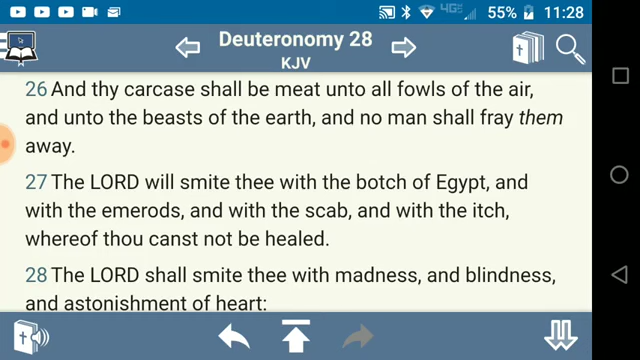 4G 55% 11:28
Deuteronomy 28
KJV
26 And thy carcase shall be meat unto all fowls of the air,
and unto the beasts of the earth, and no man shall fray them
away.
27 The LORD will smite thee with the botch of Egypt, and
with the emerods, and with the scab, and with the itch,
whereof thou canst not be healed.
28 The LORD shall smite thee with madness, and blindness,
and astonishment of heart: